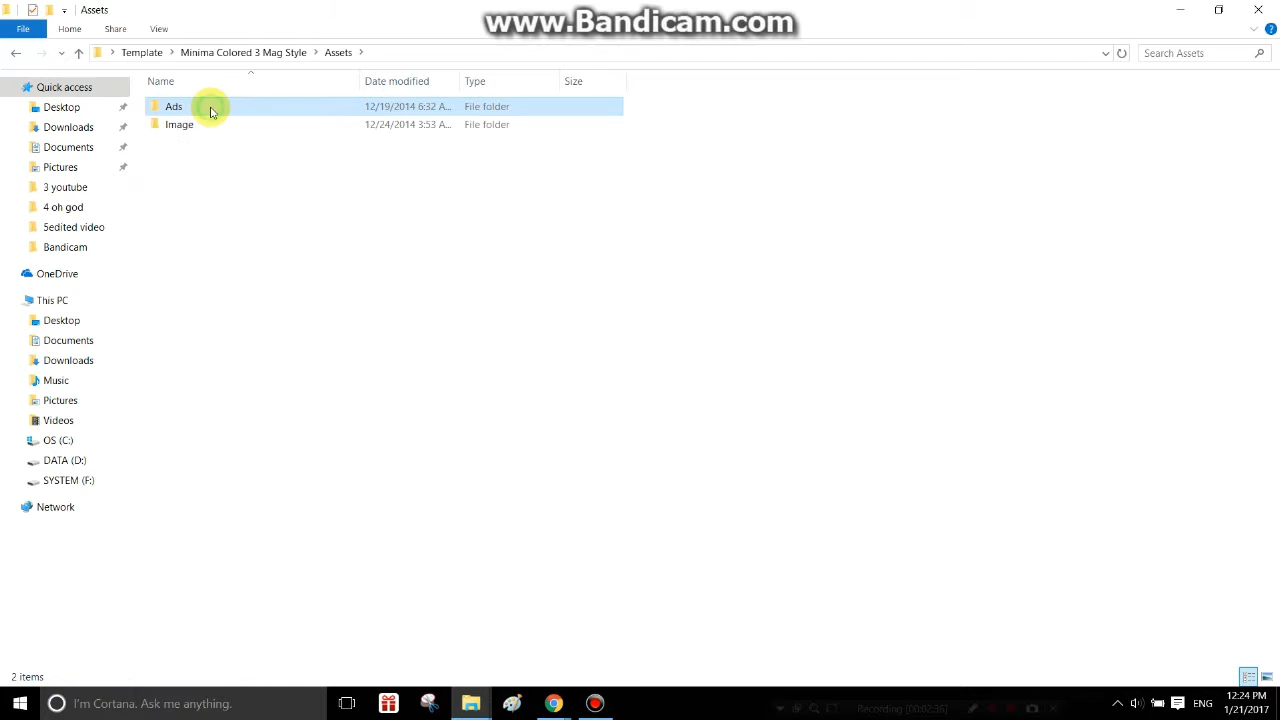 Assets
www.Bandicam.com
File Home Share View
Template Minima Colored 3 Mag Style Assets
Search Assets
Name Date modified Type Size
Quick access
Desktop
Downloads
Documents
Pictures
3 youtube
4 oh god
5edited video
Bandicam
OneDrive
This PC
Desktop
Documents
Downloads
Music
Pictures
Videos
OS (C:)
DATA (D:)
SYSTEM (F:)
Network
Ads 12/19/2014 6:32 A... File folder
Image 12/24/2014 3:53 A... File folder
2 items
I'm Cortana. Ask me anything.
Recording [00:02:36]
ENG
12:24 PM
1/21/2017